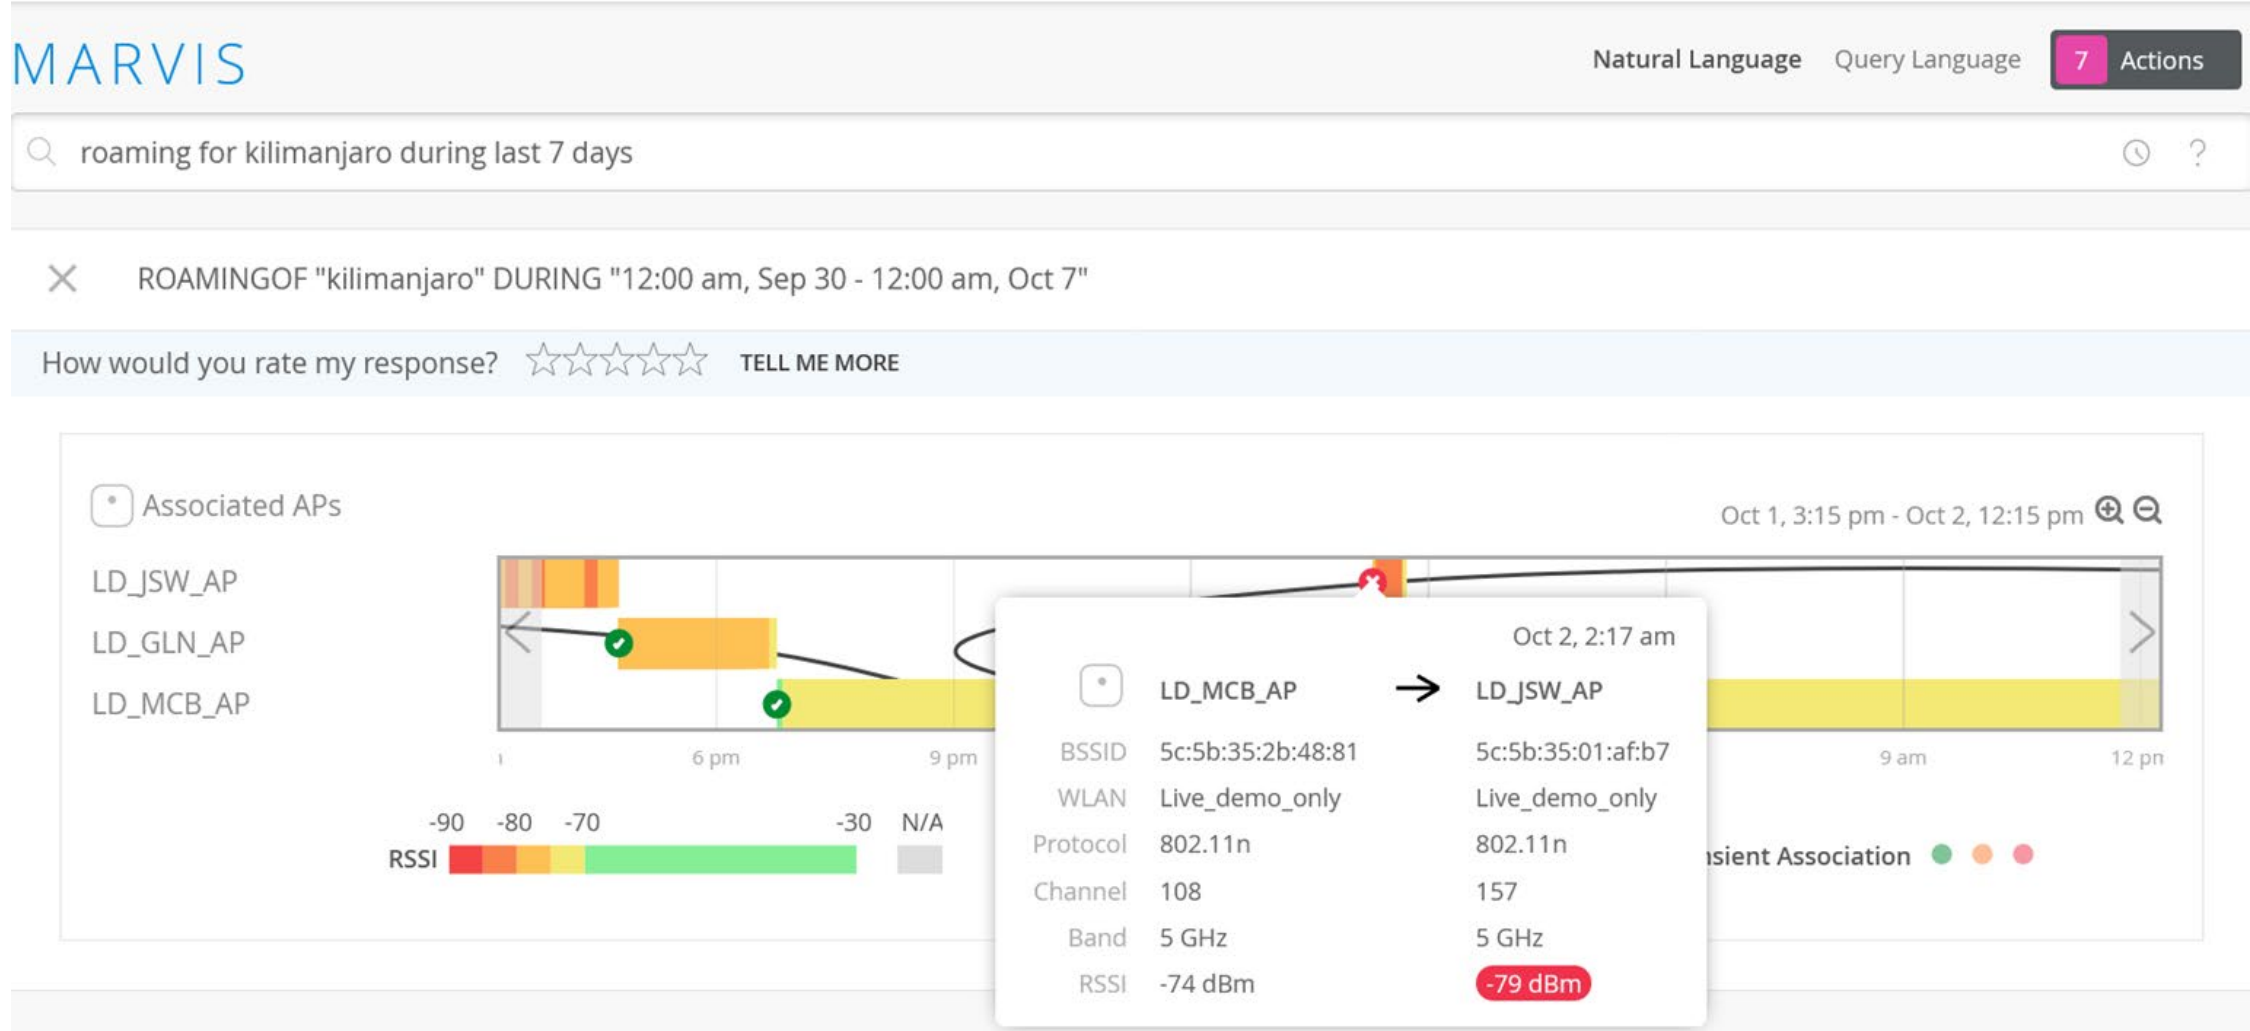 MARVIS
Natural Language Query Language 7 Actions
roaming for kilimanjaro during last 7 days ?
ROAMINGOF "kilimanjaro" DURING "12:00 am, Sep 30 - 12:00 am, Oct 7"
How would you rate my response? TELL ME MORE
Associated APs
Oct 1, 3:15 pm - Oct 2, 12:15 pm
LD_JSW_AP
LD_GLN_AP
LD_MCB_AP
6 pm 9 pm 9 am 12 pm
-90 -80 -70 -30 N/A
RSSI
nsient Association
Oct 2, 2:17 am
LD_MCB_AP → LD_JSW_AP
BSSID 5c:5b:35:2b:48:81 5c:5b:35:01:af:b7
WLAN Live_demo_only Live_demo_only
Protocol 802.11n 802.11n
Channel 108 157
Band 5 GHz 5 GHz
RSSI -74 dBm -79 dBm